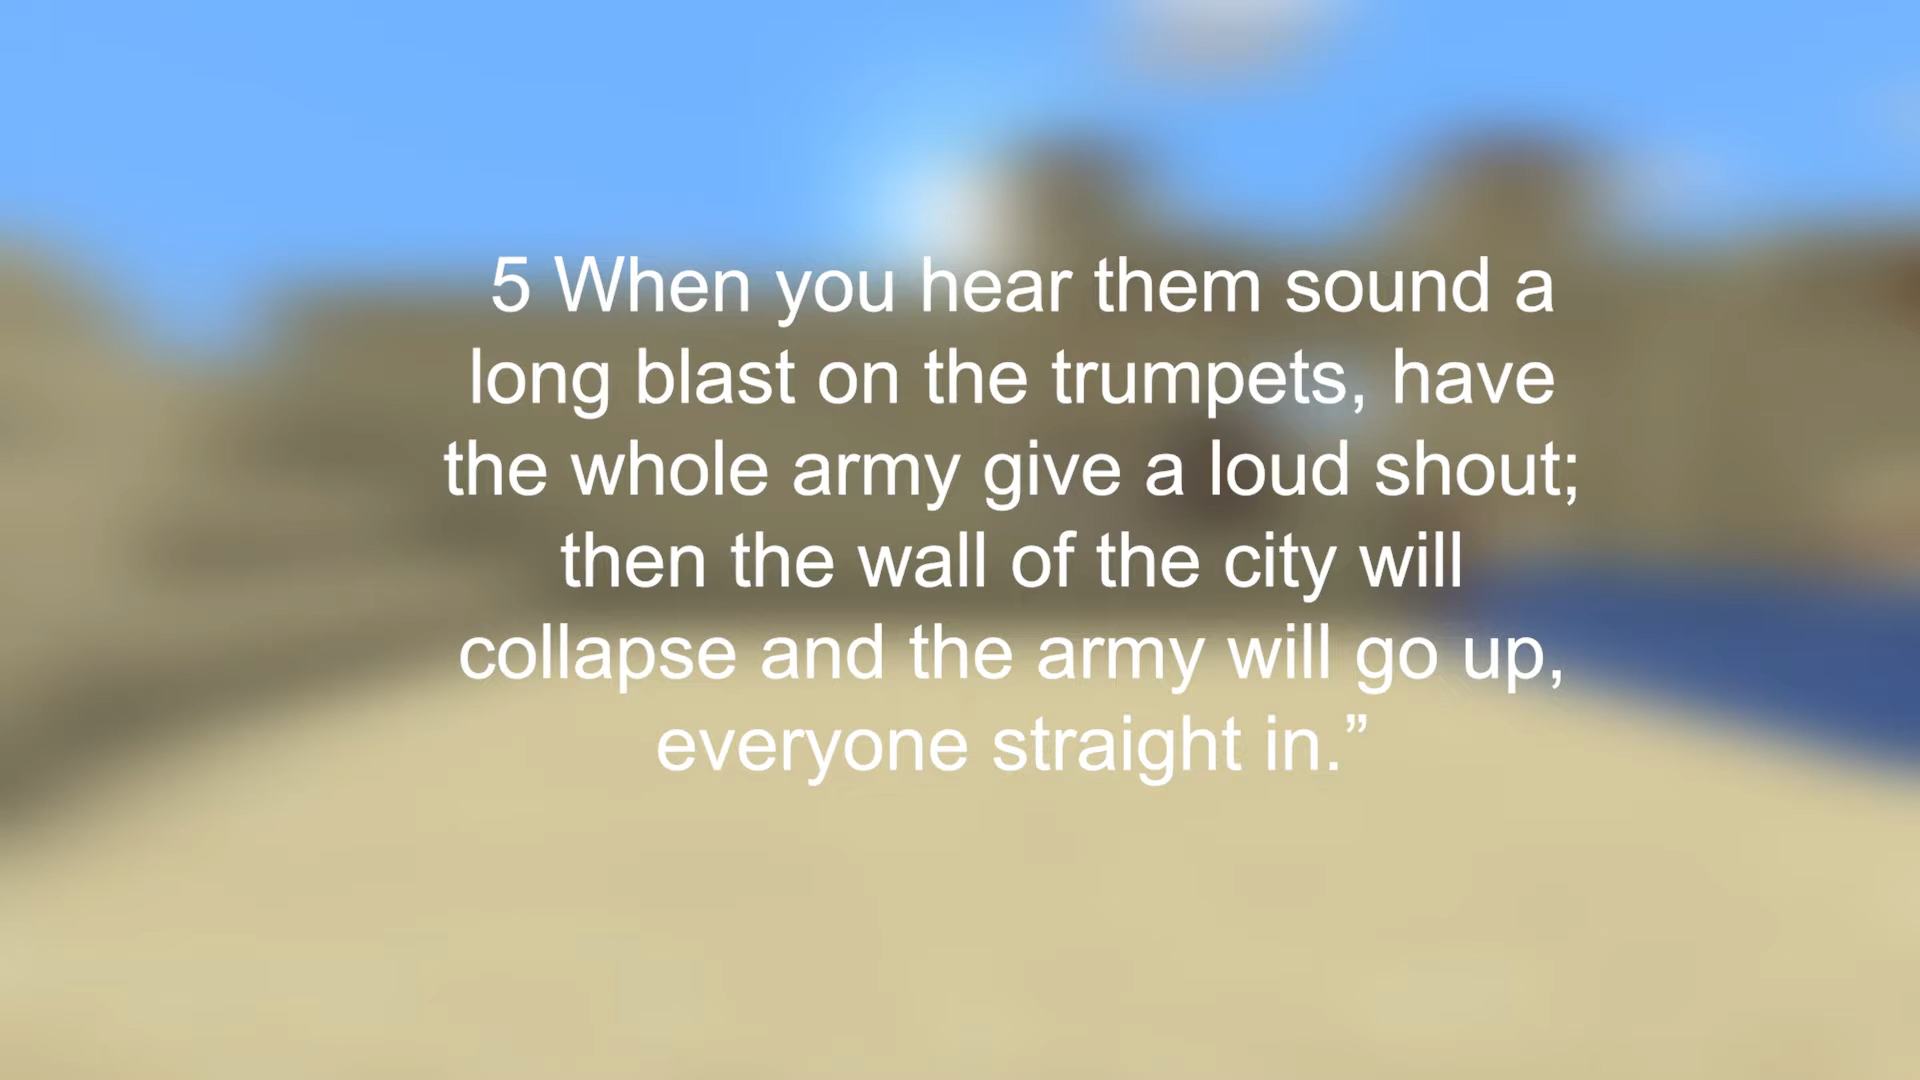 5 When you hear them sound a
long blast on the trumpets, have
the whole army give a loud shout;
then the wall of the city will
collapse and the army will go up,
everyone straight in.”